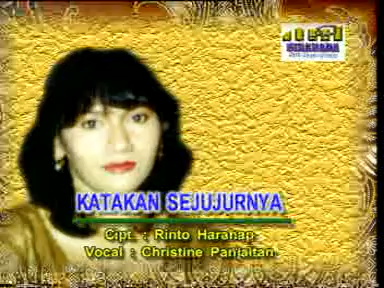 KATAKAN SEJUJURNYA
Cipt. : Rinto Harahap
Vocal : Christine Panjaitan